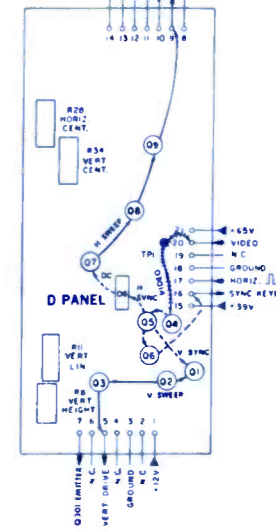 14 13 12 11 10 9 8
R28
HORIZ.
CENT.
R34
VERT
CENT.
Q9
Q8
H SWEEP
Q7
DC
H
SYNC
TP1
VIDEO
21 +65V
20 VIDEO
19 N C
18 GROUND
17 HORIZ.
16 SYNC KEYE
15 +39V
D PANEL
Q5
Q4
Q6
V SYNC
Q1
R11
VERT
LIN
R8
VERT
HEIGHT
Q3
Q2
V SWEEP
7 6 5 4 3 2 1
Q301 EMITTER
N.C.
VERT DRIVE
N.C.
GROUND
N.C.
+12V